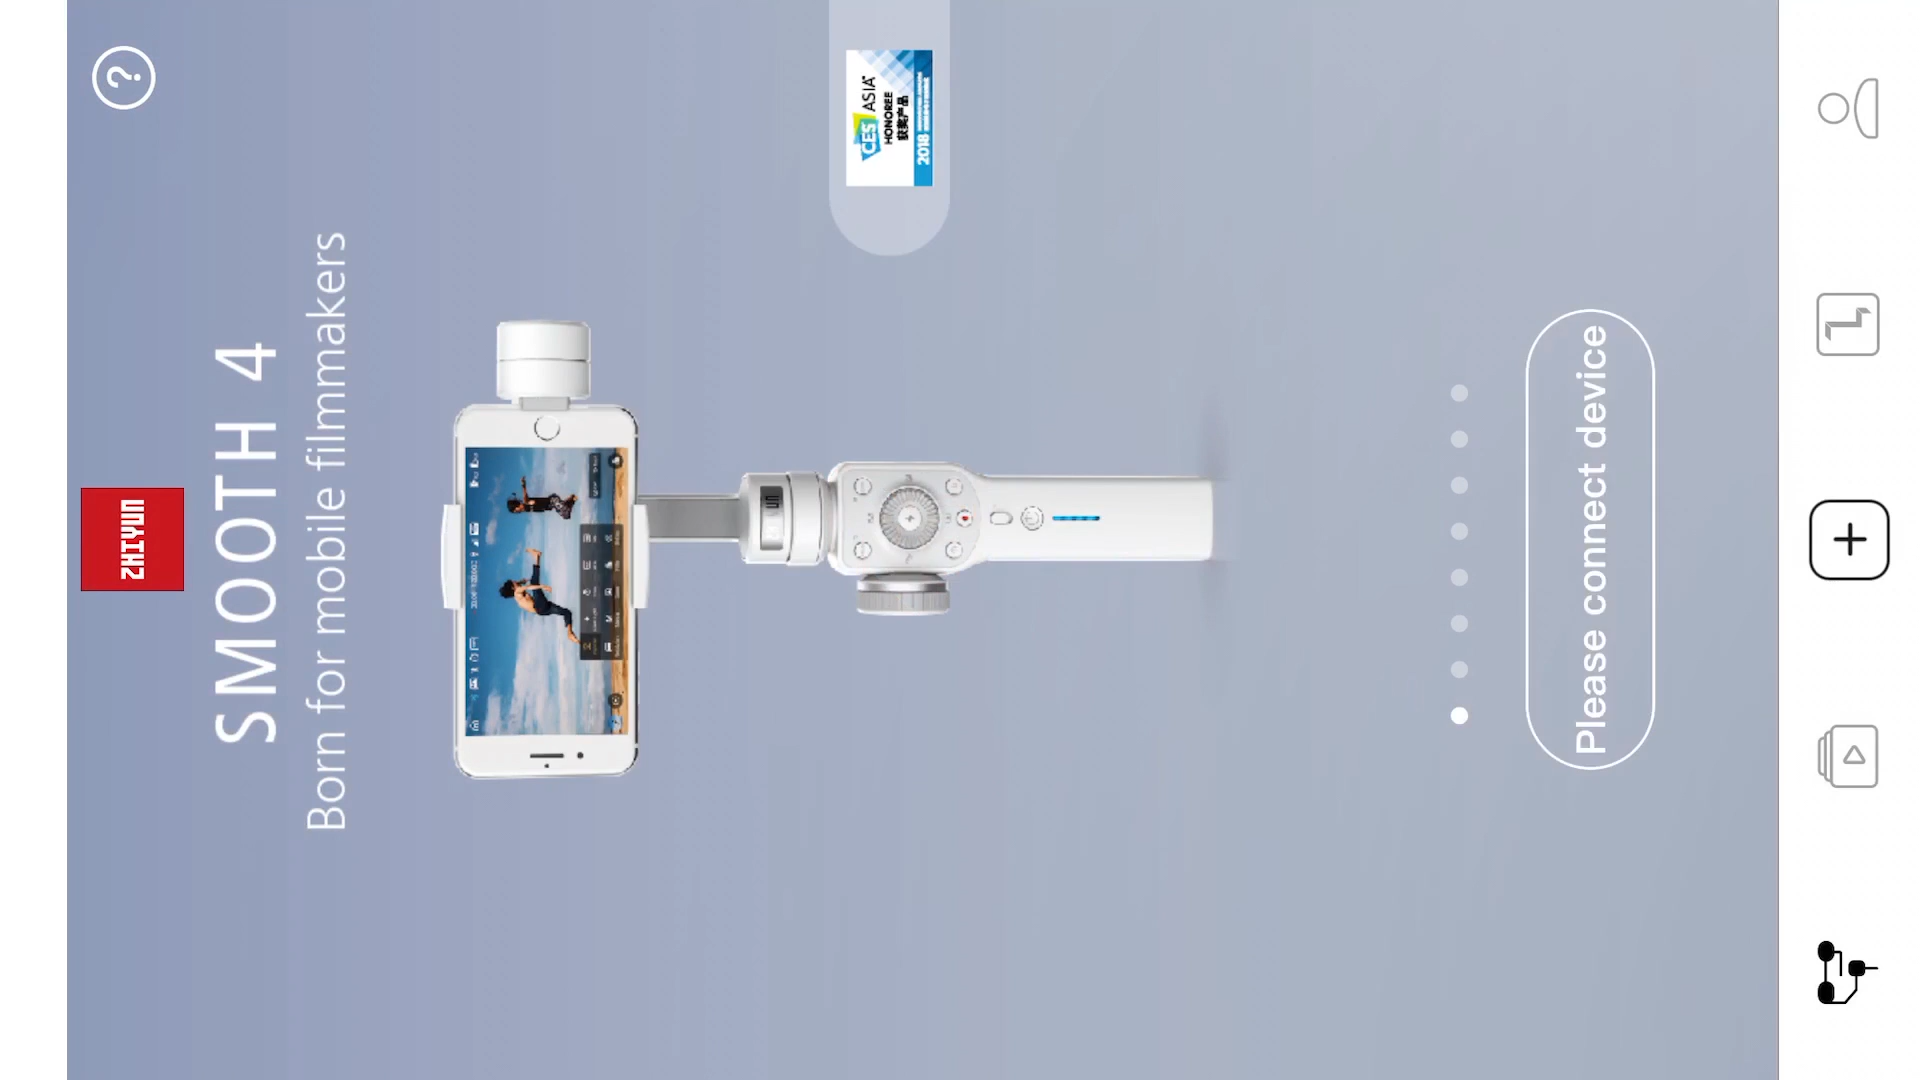 ZHIYUN
SMOOTH 4
Born for mobile filmmakers
CES ASIA
HONOREE
获奖产品
2018
Please connect device